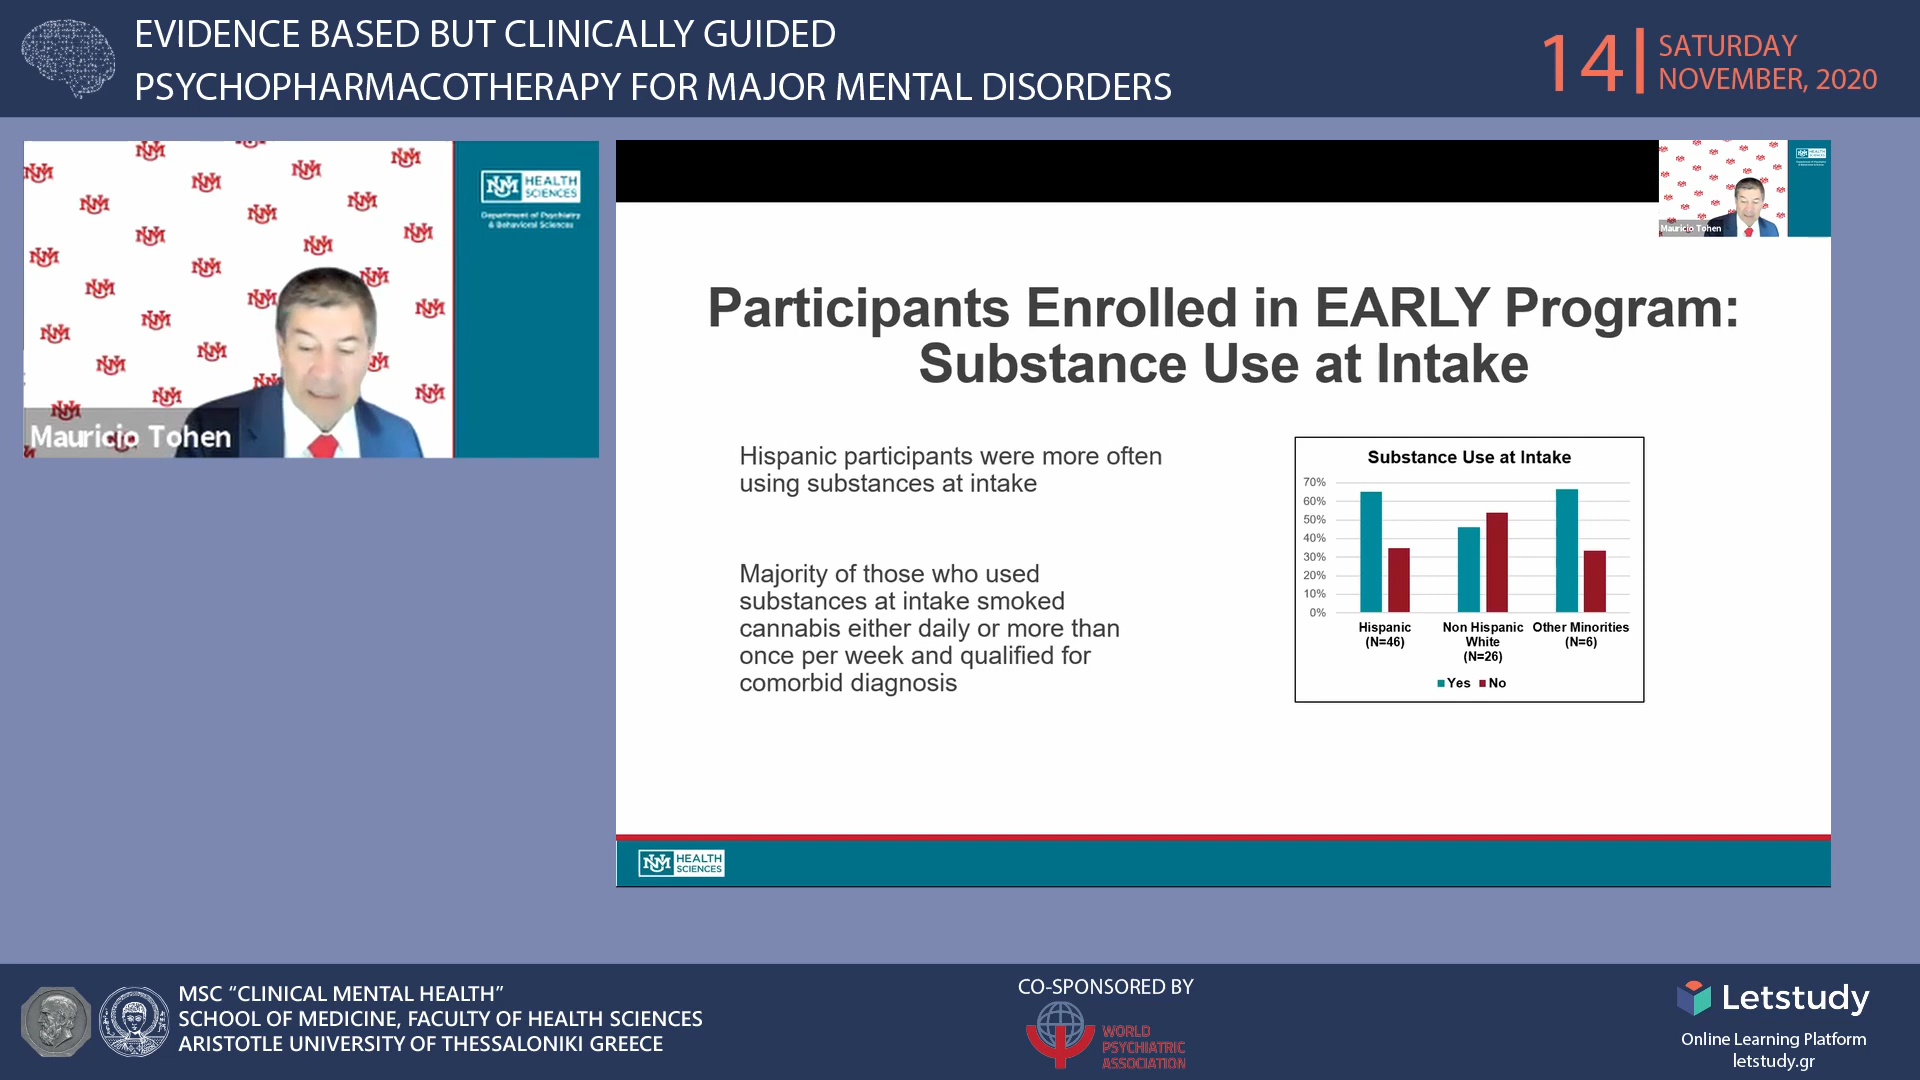 EVIDENCE BASED BUT CLINICALLY GUIDED
PSYCHOPHARMACOTHERAPY FOR MAJOR MENTAL DISORDERS
14
SATURDAY
NOVEMBER, 2020
HEALTH
SCIENCES
Department of Psychiatry
& Behavioral Sciences
Mauricio Tohen
Mauricio Tohen
Participants Enrolled in EARLY Program:
Substance Use at Intake
Hispanic participants were more often
using substances at intake
Majority of those who used
substances at intake smoked
cannabis either daily or more than
once per week and qualified for
comorbid diagnosis
Substance Use at Intake
70%
60%
50%
40%
30%
20%
10%
0%
Hispanic
(N=46)
Non Hispanic
White
(N=26)
Other Minorities
(N=6)
Yes No
UNM HEALTH
SCIENCES
MSC “CLINICAL MENTAL HEALTH”
SCHOOL OF MEDICINE, FACULTY OF HEALTH SCIENCES
ARISTOTLE UNIVERSITY OF THESSALONIKI GREECE
CO-SPONSORED BY
WORLD
PSYCHIATRIC
ASSOCIATION
Letstudy
Online Learning Platform
letstudy.gr